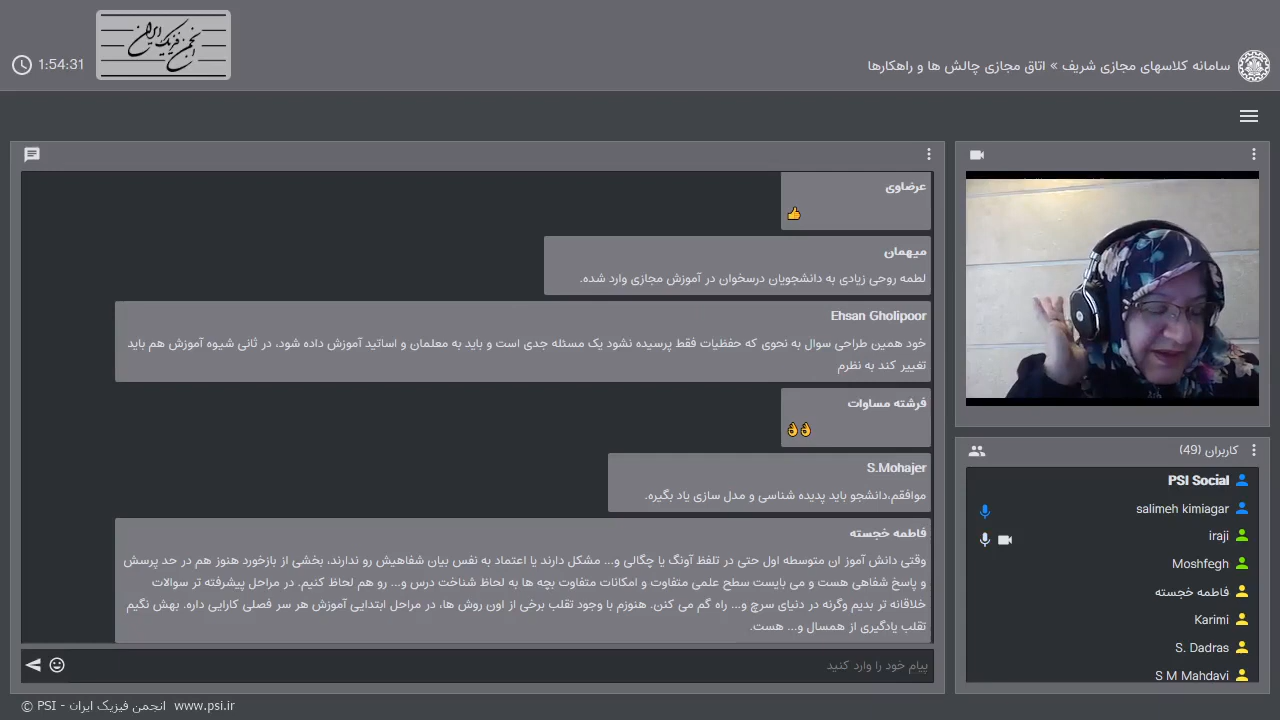 1:54:31
انجمن فیزیک ایران
سامانه کلاسهای مجازی شریف » اتاق مجازی چالش ها و راهکارها
عرضاوی
👍
میهمان
لطمه روحی زیادی به دانشجویان درسخوان در آموزش مجازی وارد شده.
Ehsan Gholipoor
خود همین طراحی سوال به نحوی که حفظیات فقط پرسیده نشود یک مسئله جدی است و باید به معلمان و اساتید آموزش داده شود، در ثانی شیوه آموزش هم باید
تغییر کند به نظرم
فرشته مساوات
👌👌
S.Mohajer
موافقم،دانشجو باید پدیده شناسی و مدل سازی یاد بگیره.
فاطمه خجسته
وقتی دانش آموز ان متوسطه اول حتی در تلفظ آونگ یا چگالی و... مشکل دارند یا اعتماد به نفس بیان شفاهیش رو ندارند، بخشی از بازخورد هنوز هم در حد پرسش
و پاسخ شفاهی هست و می بایست سطح علمی متفاوت و امکانات متفاوت بچه ها به لحاظ شناخت درس و... رو هم لحاظ کنیم. در مراحل پیشرفته تر سوالات
خلاقانه تر بدیم وگرنه در دنیای سرچ و... راه گم می کنن. هنوزم با وجود تقلب برخی از اون روش ها، در مراحل ابتدایی آموزش هر سر فصلی کارایی داره. بهش نگیم
تقلب یادگیری از همسال و... هست.
پیام خود را وارد کنید
کاربران (49)
PSI Social
salimeh kimiagar
iraji
Moshfegh
فاطمه خجسته
Karimi
S. Dadras
S M Mahdavi
© PSI - انجمن فیزیک ایران www.psi.ir